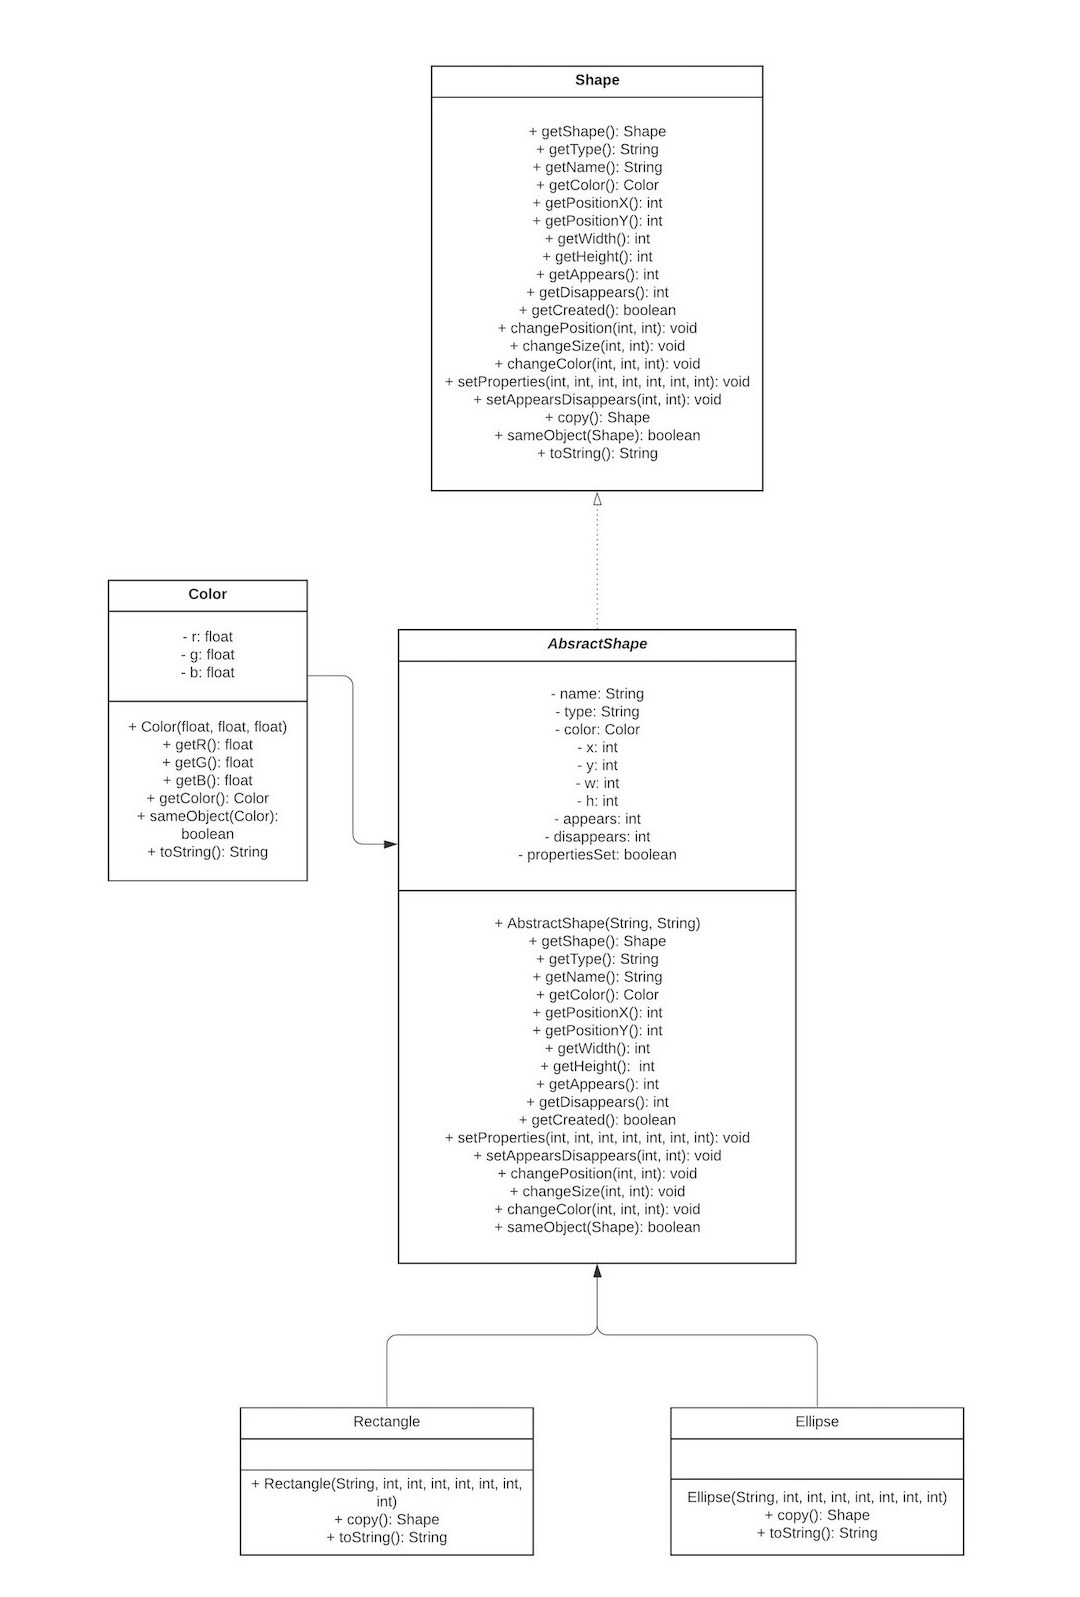 Shape
+ getShape(): Shape
+ getType(): String
+ getName(): String
+ getColor(): Color
+ getPositionX(): int
+ getPositionY(): int
+ getWidth(): int
+ getHeight(): int
+ getAppears(): int
+ getDisappears(): int
+ getCreated(): boolean
+ changePosition(int, int): void
+ changeSize(int, int): void
+ changeColor(int, int, int): void
+ setProperties(int, int, int, int, int, int, int): void
+ setAppearsDisappears(int, int): void
+ copy(): Shape
+ sameObject(Shape): boolean
+ toString(): String
Color
- r: float
- g: float
- b: float
+ Color(float, float, float)
+ getR(): float
+ getG(): float
+ getB(): float
+ getColor(): Color
+ sameObject(Color):
boolean
+ toString(): String
AbsractShape
- name: String
- type: String
- color: Color
- x: int
- y: int
- w: int
- h: int
- appears: int
- disappears: int
- propertiesSet: boolean
+ AbstractShape(String, String)
+ getShape(): Shape
+ getType(): String
+ getName(): String
+ getColor(): Color
+ getPositionX(): int
+ getPositionY(): int
+ getWidth(): int
+ getHeight():  int
+ getAppears(): int
+ getDisappears(): int
+ getCreated(): boolean
+ setProperties(int, int, int, int, int, int, int): void
+ setAppearsDisappears(int, int): void
+ changePosition(int, int): void
+ changeSize(int, int): void
+ changeColor(int, int, int): void
+ sameObject(Shape): boolean
Rectangle
+ Rectangle(String, int, int, int, int, int, int,
int)
+ copy(): Shape
+ toString(): String
Ellipse
Ellipse(String, int, int, int, int, int, int, int)
+ copy(): Shape
+ toString(): String